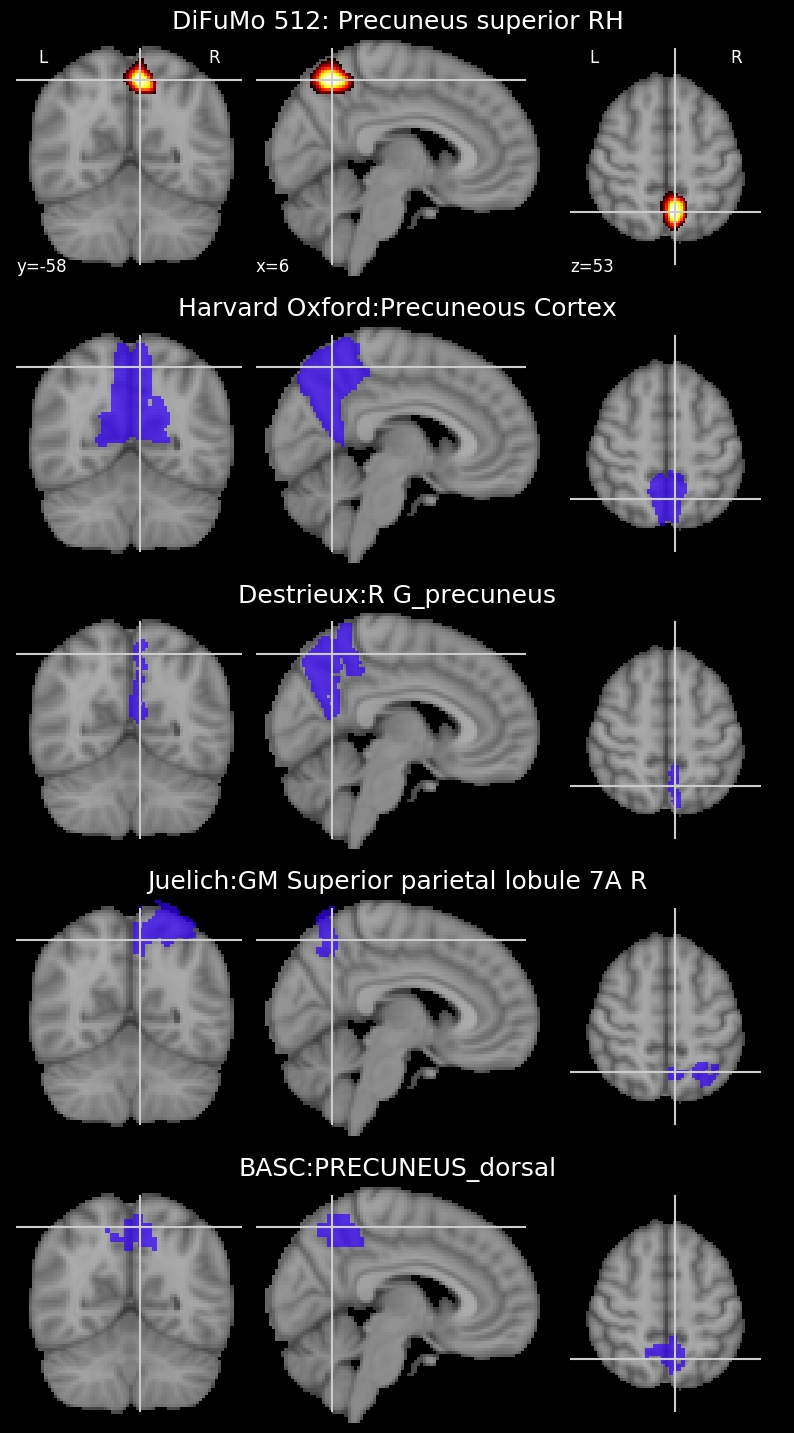 DiFuMo 512: Precuneus superior RH
L R L R
y=-58 x=6 z=53
Harvard Oxford:Precuneous Cortex
Destrieux:R G_precuneus
Juelich:GM Superior parietal lobule 7A R
BASC:PRECUNEUS_dorsal